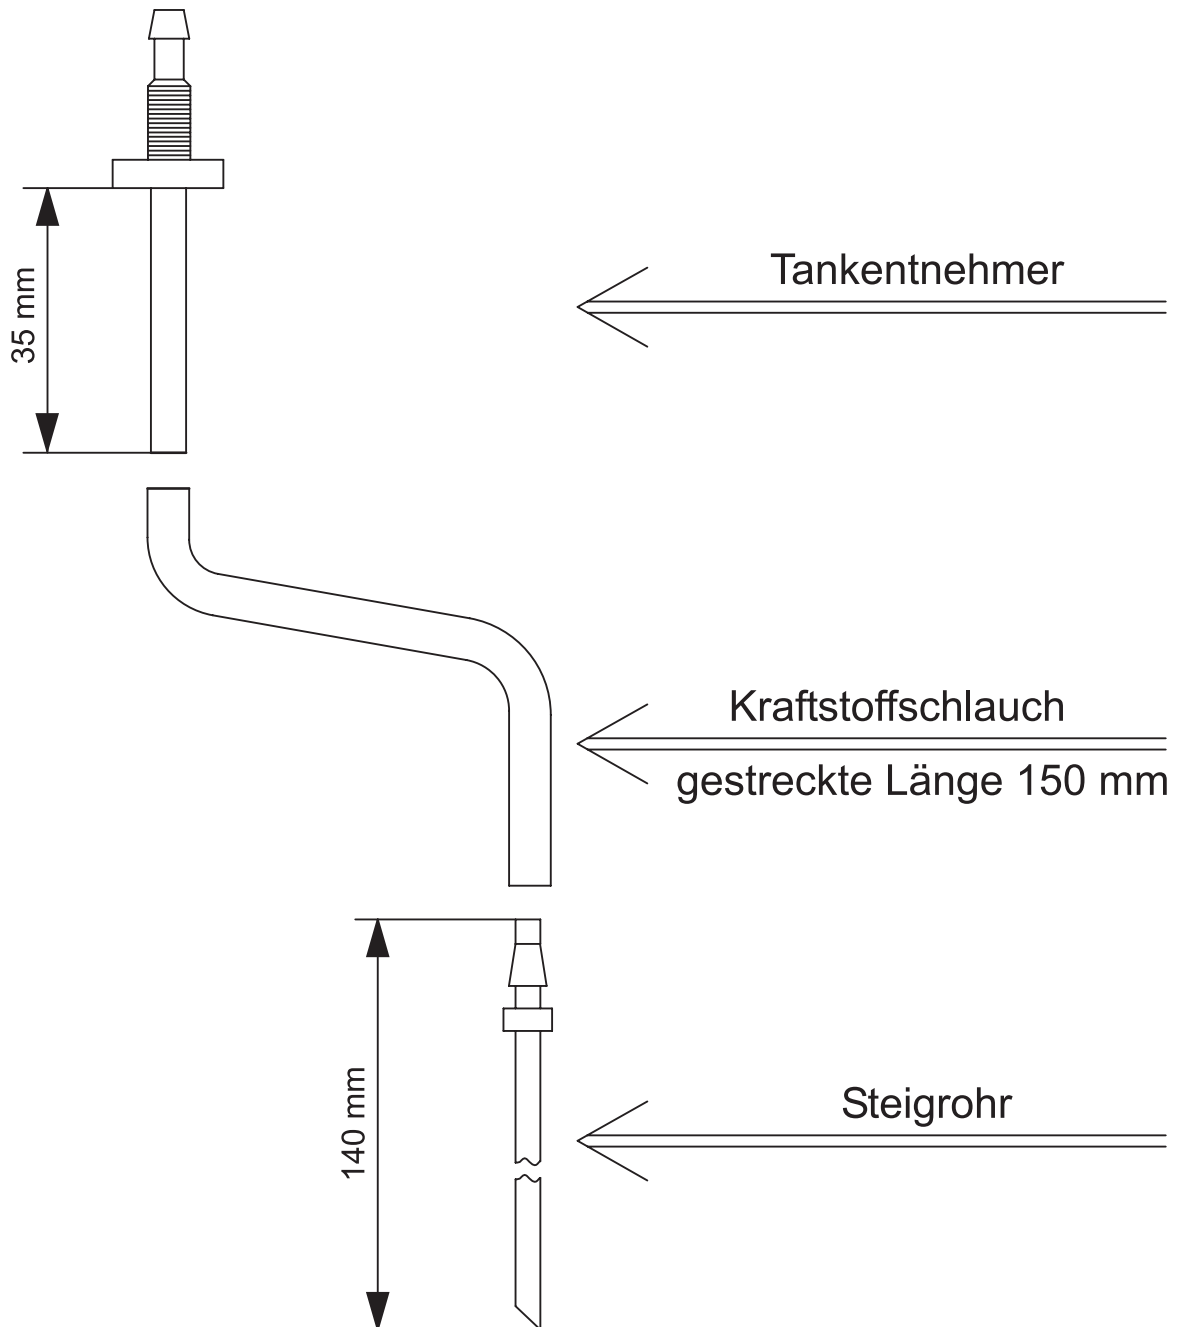 Tankentnehmer
35 mm
Kraftstoffschlauch
gestreckte Länge 150 mm
Steigrohr
140 mm